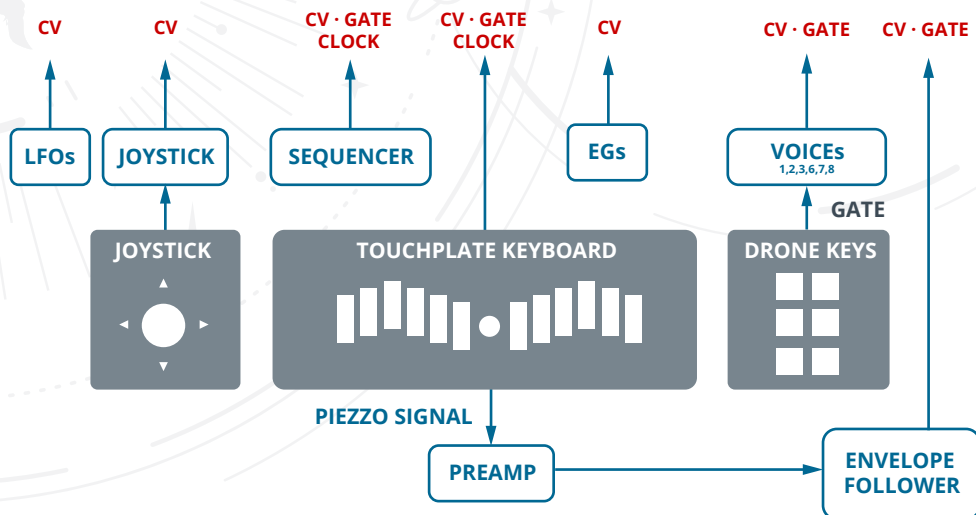 CV
CV
CV · GATE
CLOCK
CV · GATE
CLOCK
CV
CV · GATE
CV · GATE
LFOs
JOYSTICK
SEQUENCER
EGs
VOICEs
1,2,3,6,7,8
GATE
JOYSTICK
TOUCHPLATE KEYBOARD
DRONE KEYS
PIEZZO SIGNAL
PREAMP
ENVELOPE
FOLLOWER